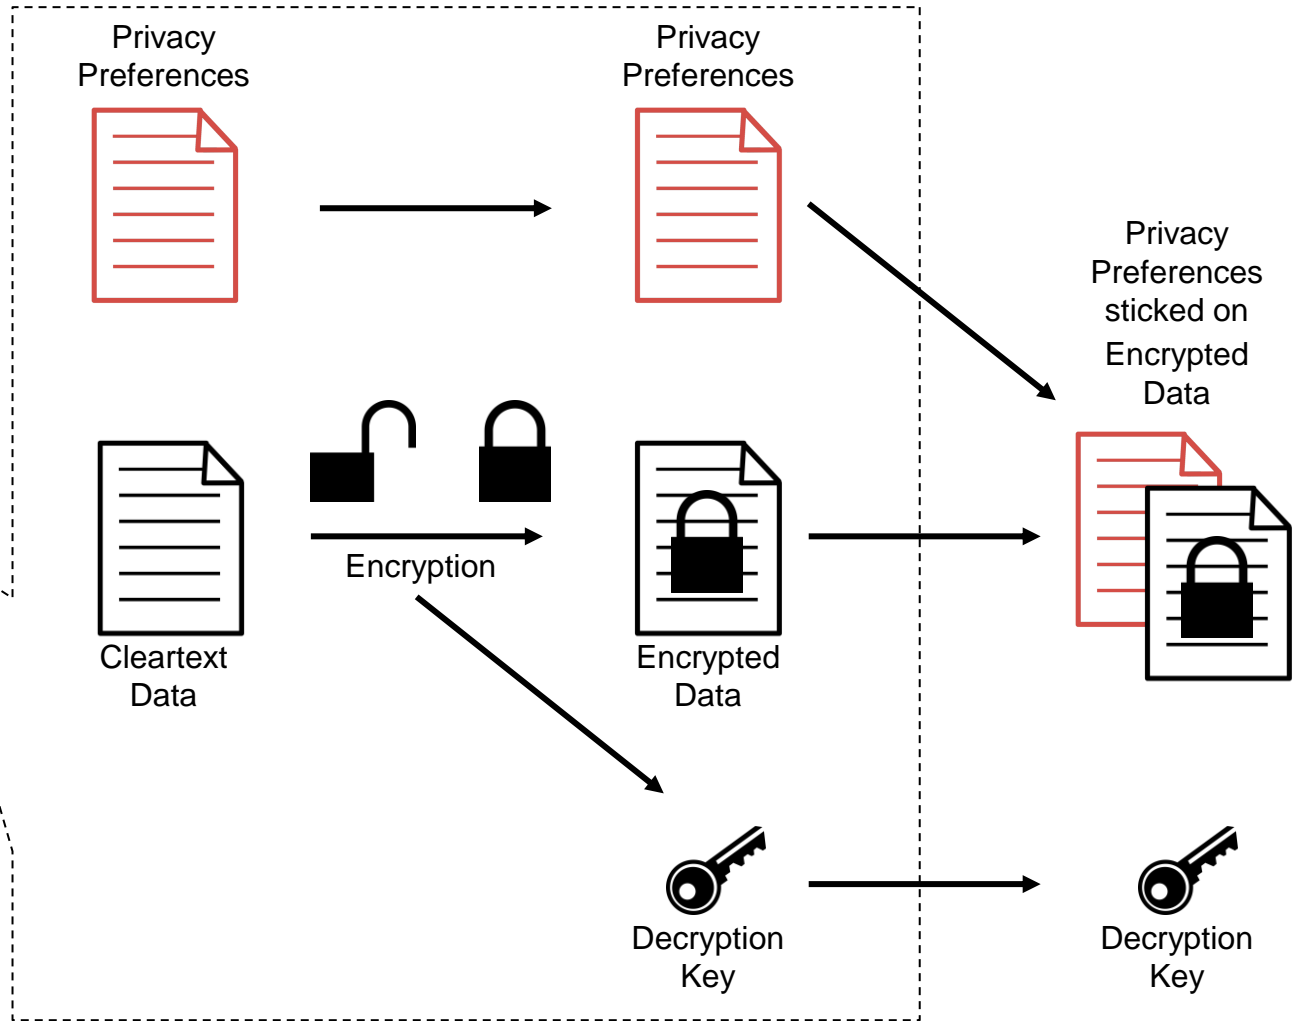 Privacy
Preferences
Privacy
Preferences
Privacy
Preferences
sticked on
Encrypted
Data
Encryption
Cleartext
Data
Encrypted
Data
Decryption
Key
Decryption
Key